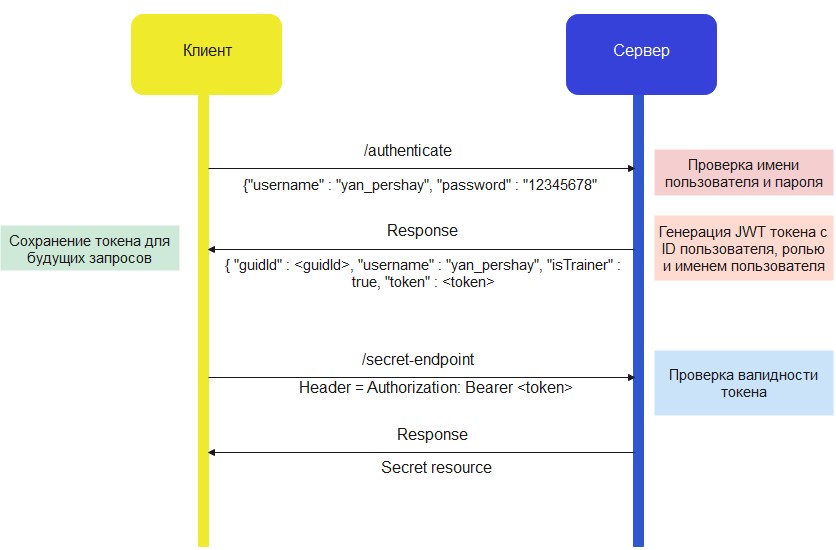 Клиент
Сервер
/authenticate
{"username" : "yan_pershay", "password" : "12345678"
Проверка имени
пользователя и пароля
Сохранение токена для
будущих запросов
Response
{ "guidId" : <guidId>, "username" : "yan_pershay", "isTrainer" :
true, "token" : <token>
Генерация JWT токена с
ID пользователя, ролью
и именем пользователя
/secret-endpoint
Header = Authorization: Bearer <token>
Проверка валидности
токена
Response
Secret resource